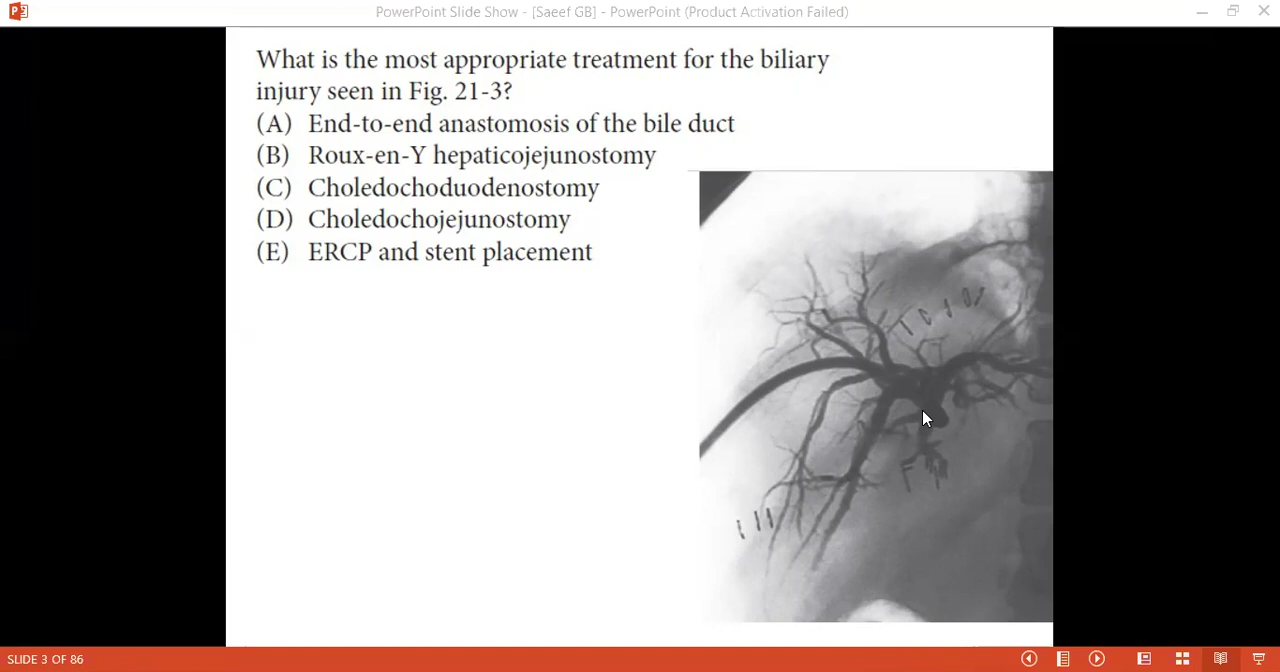 PowerPoint Slide Show - [Saeef GB] - PowerPoint (Product Activation Failed)
What is the most appropriate treatment for the biliary
injury seen in Fig. 21-3?
(A) End-to-end anastomosis of the bile duct
(B) Roux-en-Y hepaticojejunostomy
(C) Choledochoduodenostomy
(D) Choledochojejunostomy
(E) ERCP and stent placement
SLIDE 3 OF 86